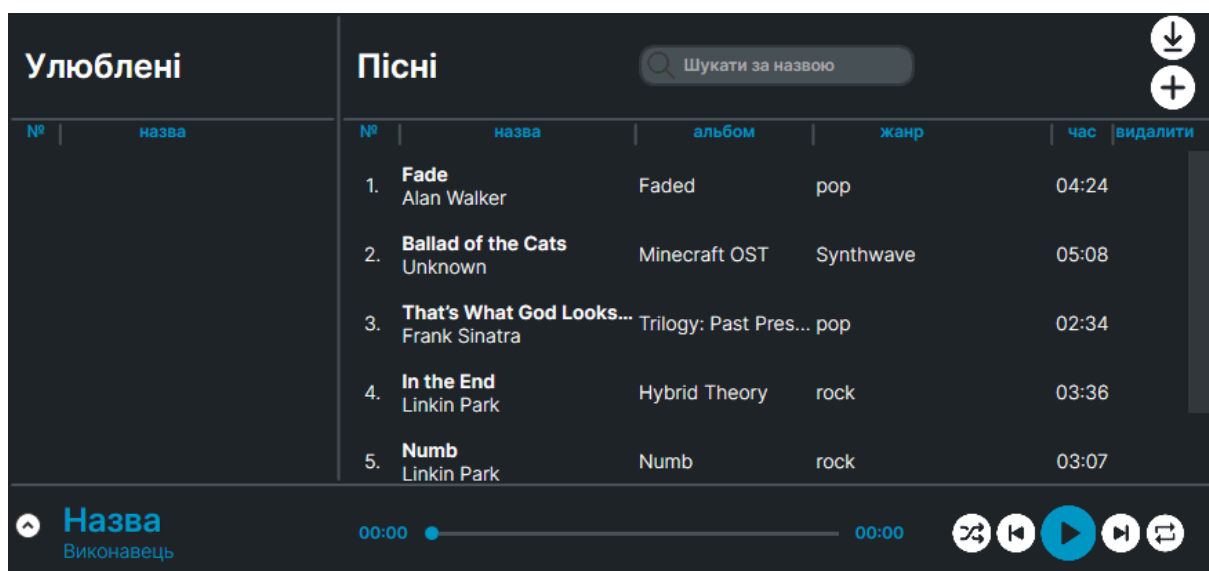 Улюблені
Пісні
Шукати за назвою
№ назва
№ назва альбом жанр час видалити
1. Fade Faded pop 04:24
Alan Walker
2. Ballad of the Cats Minecraft OST Synthwave 05:08
Unknown
3. That’s What God Looks... Trilogy: Past Pres... pop 02:34
Frank Sinatra
4. In the End Hybrid Theory rock 03:36
Linkin Park
5. Numb Numb rock 03:07
Linkin Park
Назва
Виконавець
00:00 00:00